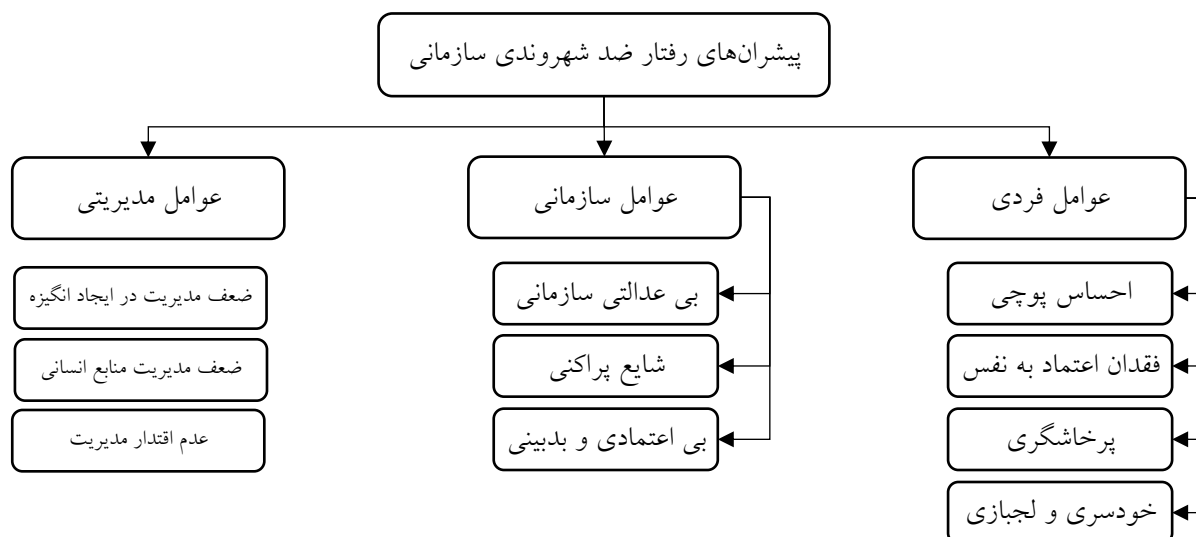 پیشران‌های رفتار ضد شهروندی سازمانی
عوامل فردی
عوامل سازمانی
عوامل مدیریتی
احساس پوچی
فقدان اعتماد به نفس
پرخاشگری
خودسری و لجبازی
بی عدالتی سازمانی
شایع پراکنی
بی اعتمادی و بدبینی
ضعف مدیریت در ایجاد انگیزه
ضعف مدیریت منابع انسانی
عدم اقتدار مدیریت